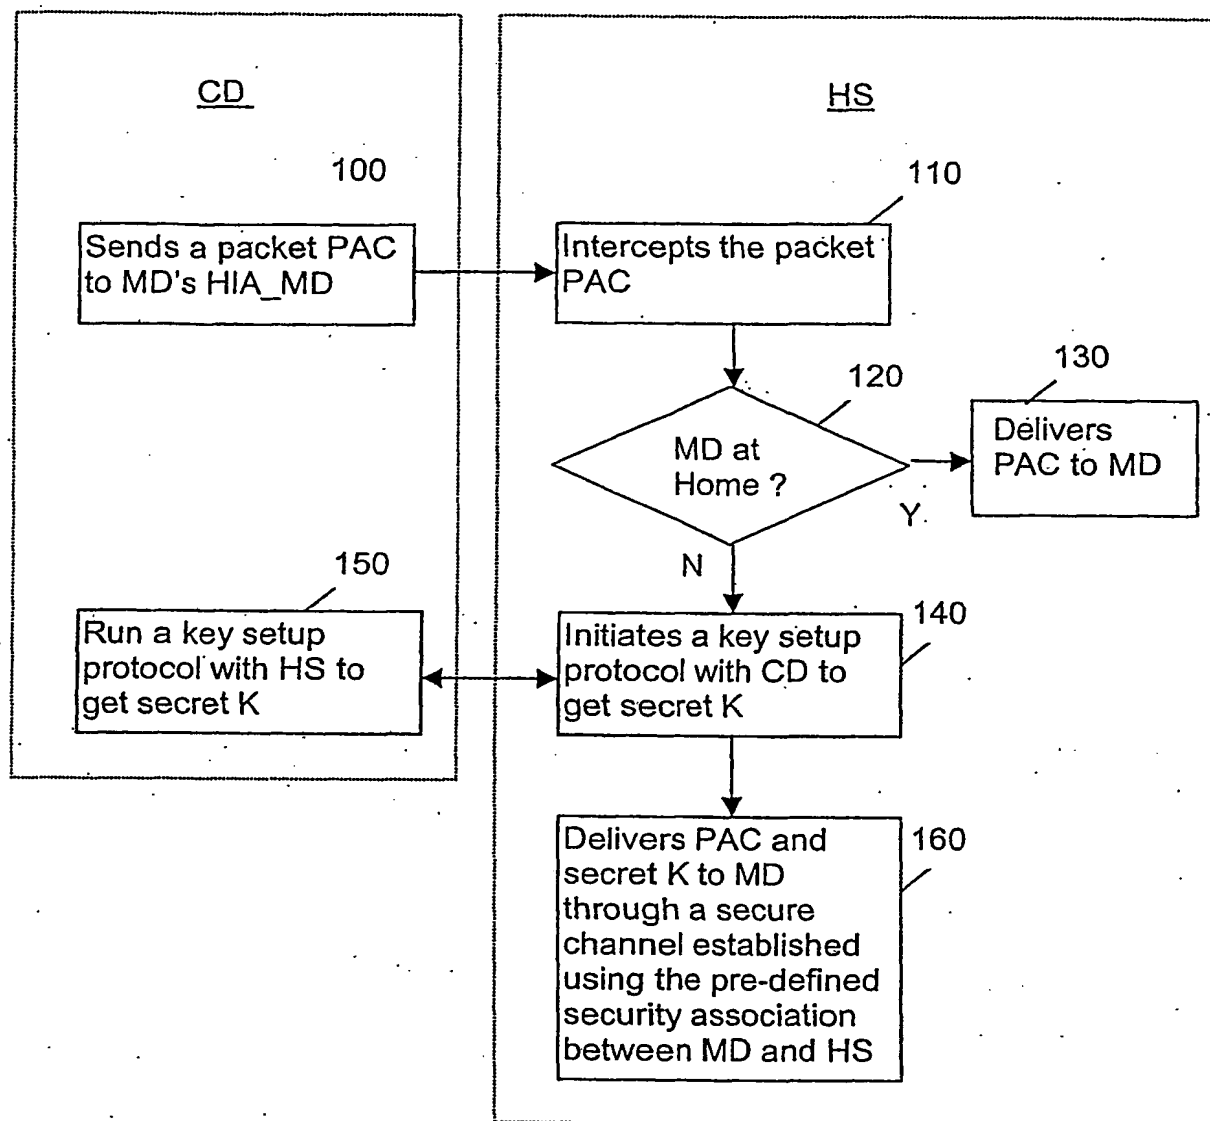 CD
HS
100
110
Sends a packet PAC
to MD's HIA_MD
Intercepts the packet
PAC
120
130
MD at
Home ?
Delivers
PAC to MD
Y
N
150
140
Run a key setup
protocol with HS to
get secret K
Initiates a key setup
protocol with CD to
get secret K
160
Delivers PAC and
secret K to MD
through a secure
channel established
using the pre-defined
security association
between MD and HS